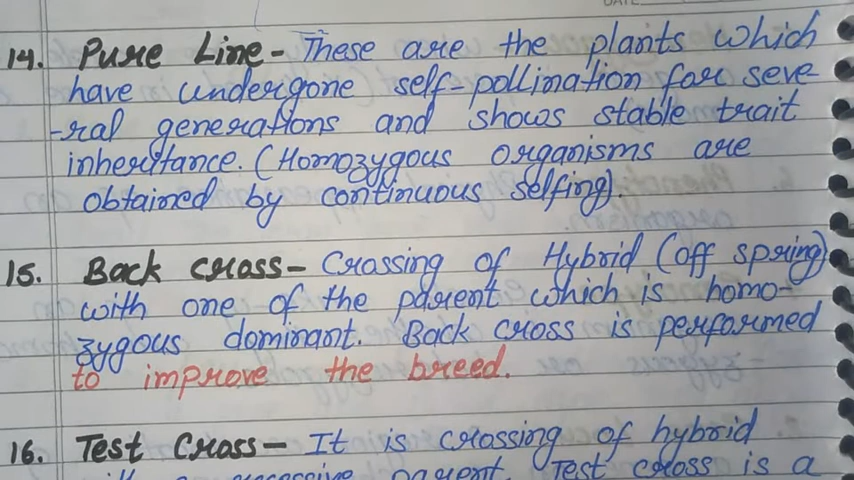 DATE
14. Pure Line - These are the plants which
have undergone self-pollination for seve
-ral generations and shows stable trait
inheritance. (Homozygous organisms are
obtained by continuous selfing).
15. Back cross - Crossing of Hybrid (off spring)
with one of the parent which is homo-
zygous dominant. Back cross is performed
to improve the breed.
16. Test Cross - It is crossing of hybrid
recessive parent. Test cross is a